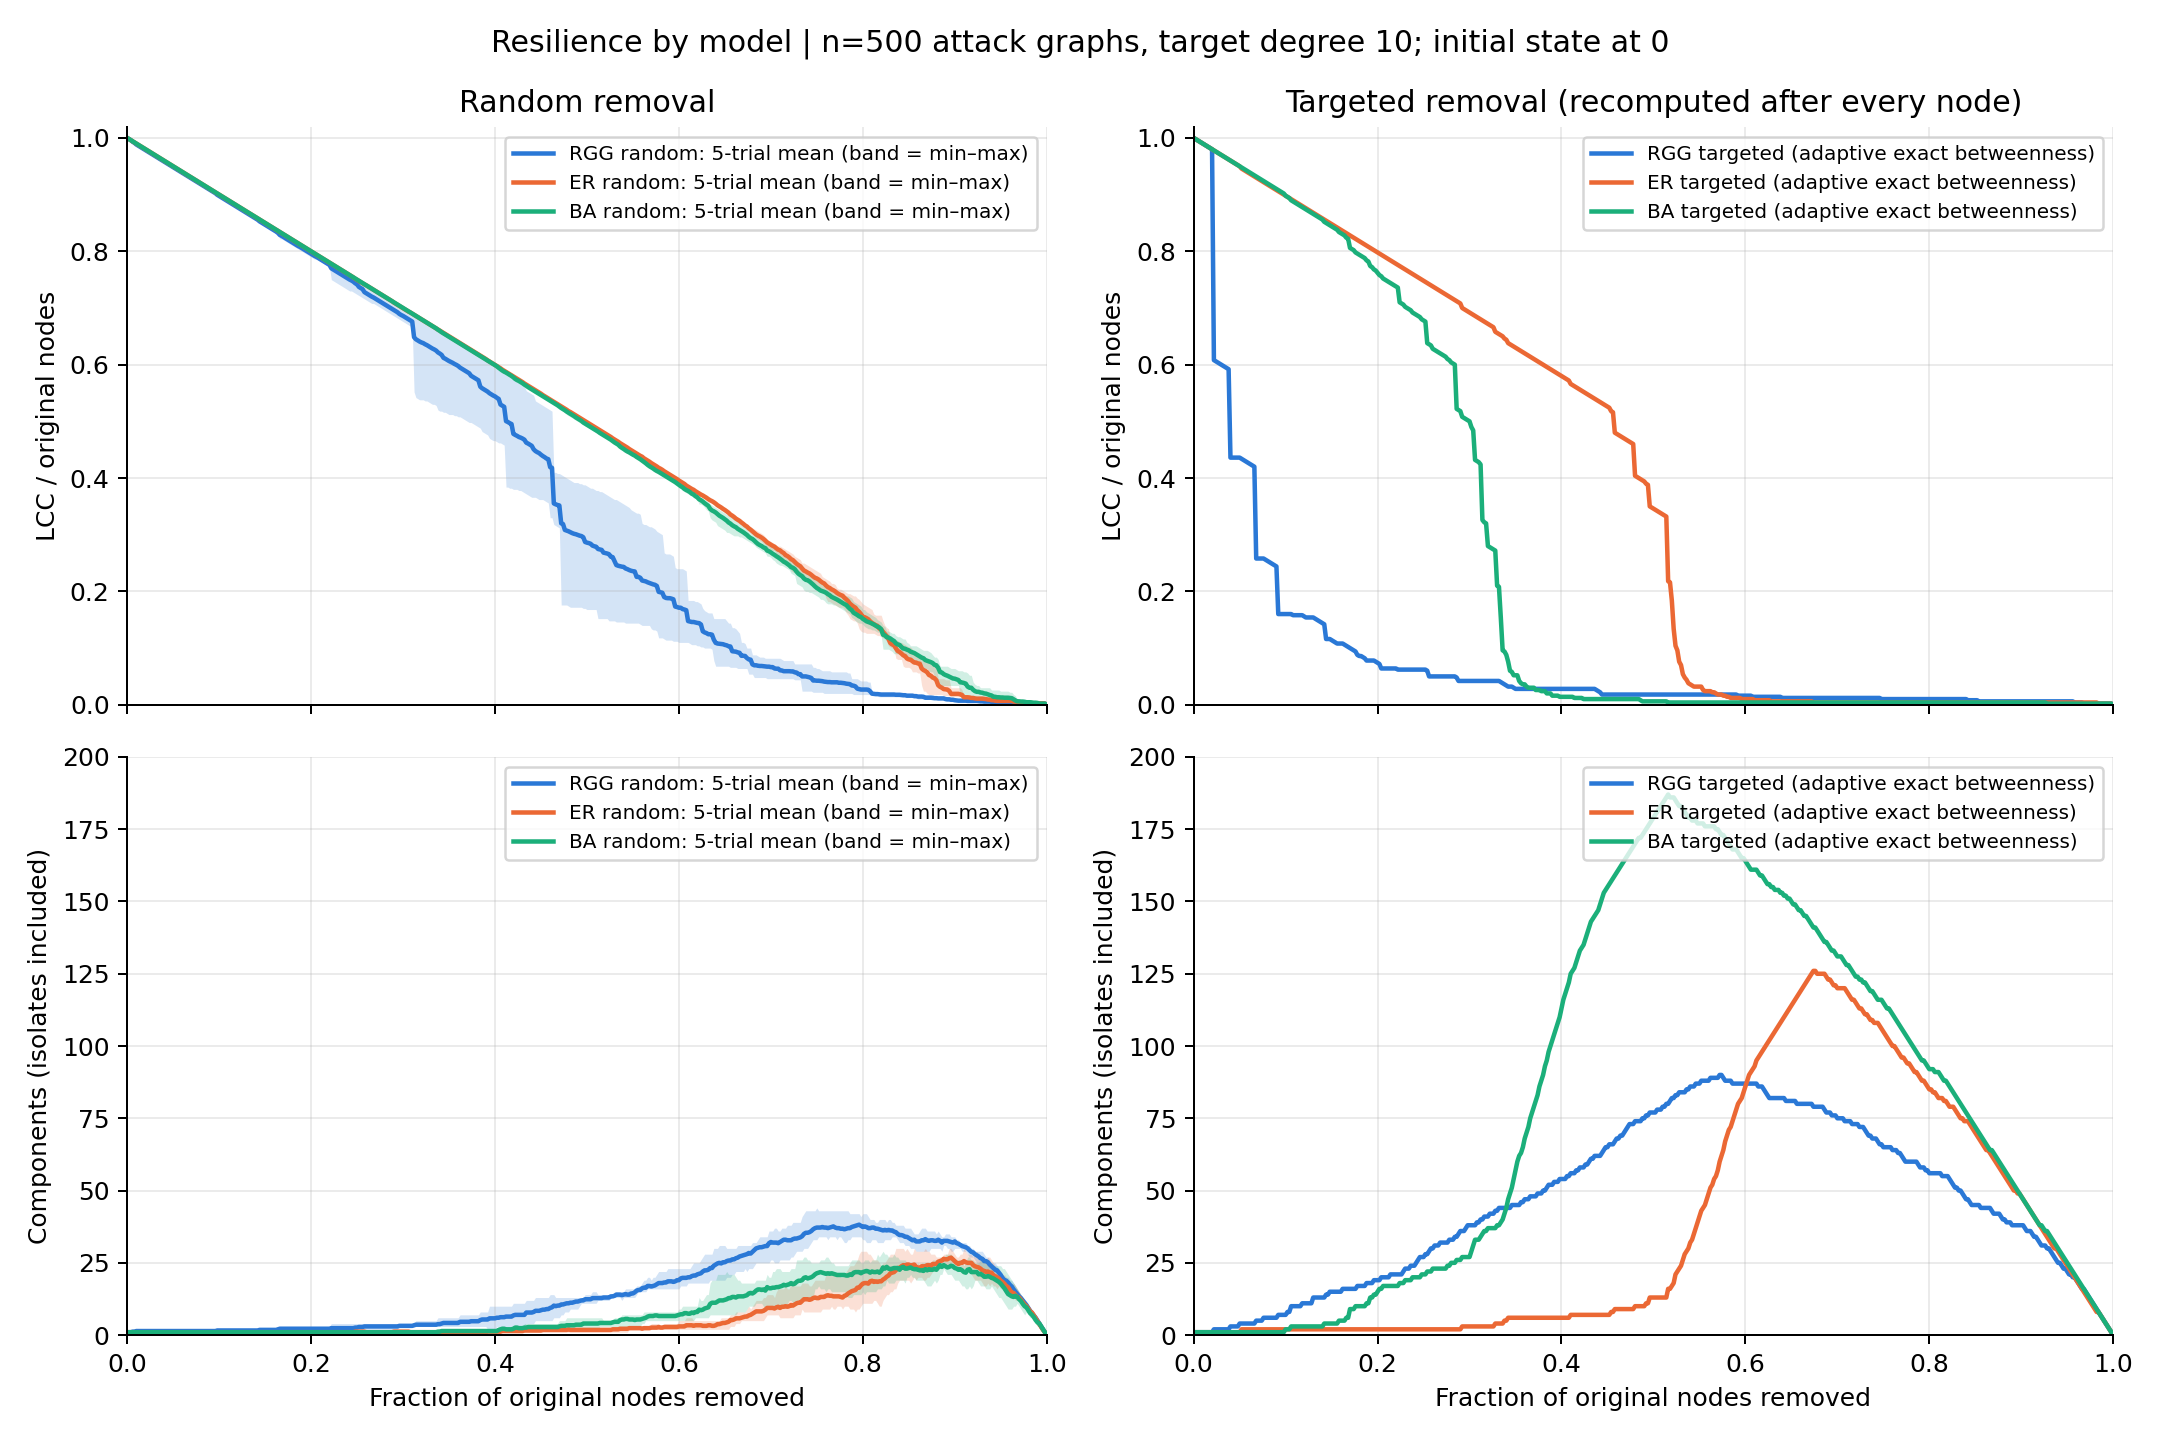 Resilience by model | n=500 attack graphs, target degree 10; initial state at 0
Random removal
LCC / original nodes
1.0
0.8
0.6
0.4
0.2
0.0
RGG random: 5-trial mean (band = min–max)
ER random: 5-trial mean (band = min–max)
BA random: 5-trial mean (band = min–max)
Targeted removal (recomputed after every node)
LCC / original nodes
1.0
0.8
0.6
0.4
0.2
0.0
RGG targeted (adaptive exact betweenness)
ER targeted (adaptive exact betweenness)
BA targeted (adaptive exact betweenness)
Components (isolates included)
200
175
150
125
100
75
50
25
0
RGG random: 5-trial mean (band = min–max)
ER random: 5-trial mean (band = min–max)
BA random: 5-trial mean (band = min–max)
0.0 0.2 0.4 0.6 0.8 1.0
Fraction of original nodes removed
Components (isolates included)
200
175
150
125
100
75
50
25
0
RGG targeted (adaptive exact betweenness)
ER targeted (adaptive exact betweenness)
BA targeted (adaptive exact betweenness)
0.0 0.2 0.4 0.6 0.8 1.0
Fraction of original nodes removed